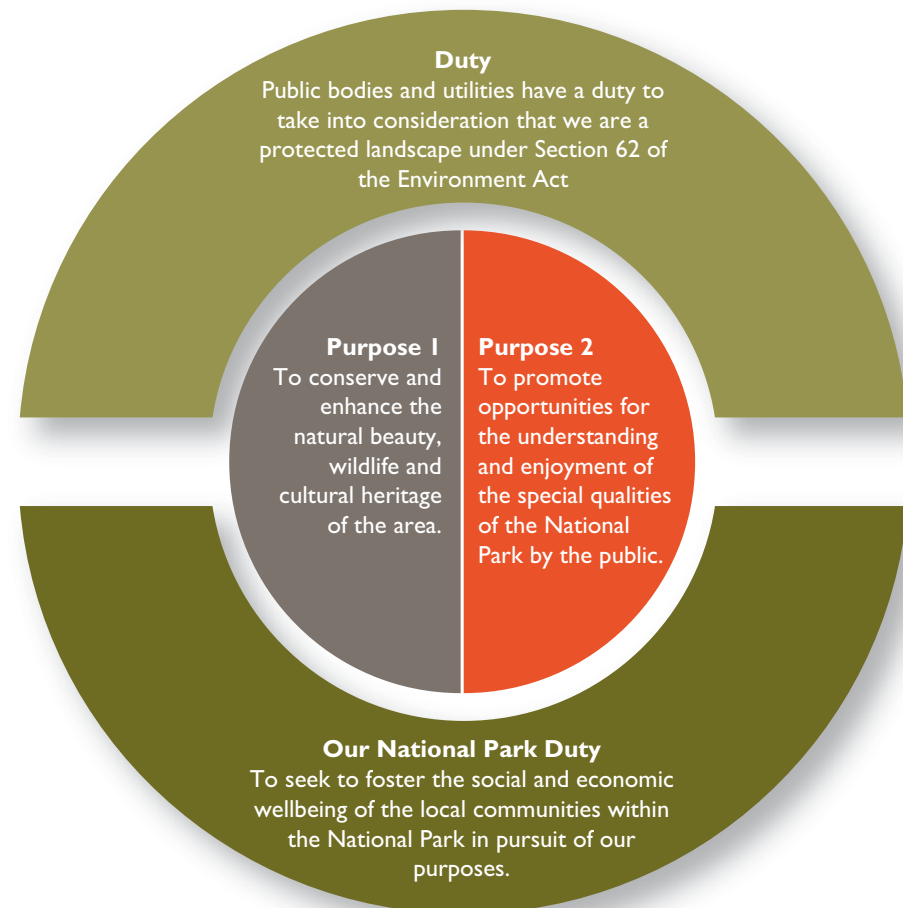 Duty
Public bodies and utilities have a duty to
take into consideration that we are a
protected landscape under Section 62 of
the Environment Act
Purpose 1
To conserve and
enhance the
natural beauty,
wildlife and
cultural heritage
of the area.
Purpose 2
To promote
opportunities for
the understanding
and enjoyment of
the special qualities
of the National
Park by the public.
Our National Park Duty
To seek to foster the social and economic
wellbeing of the local communities within
the National Park in pursuit of our
purposes.